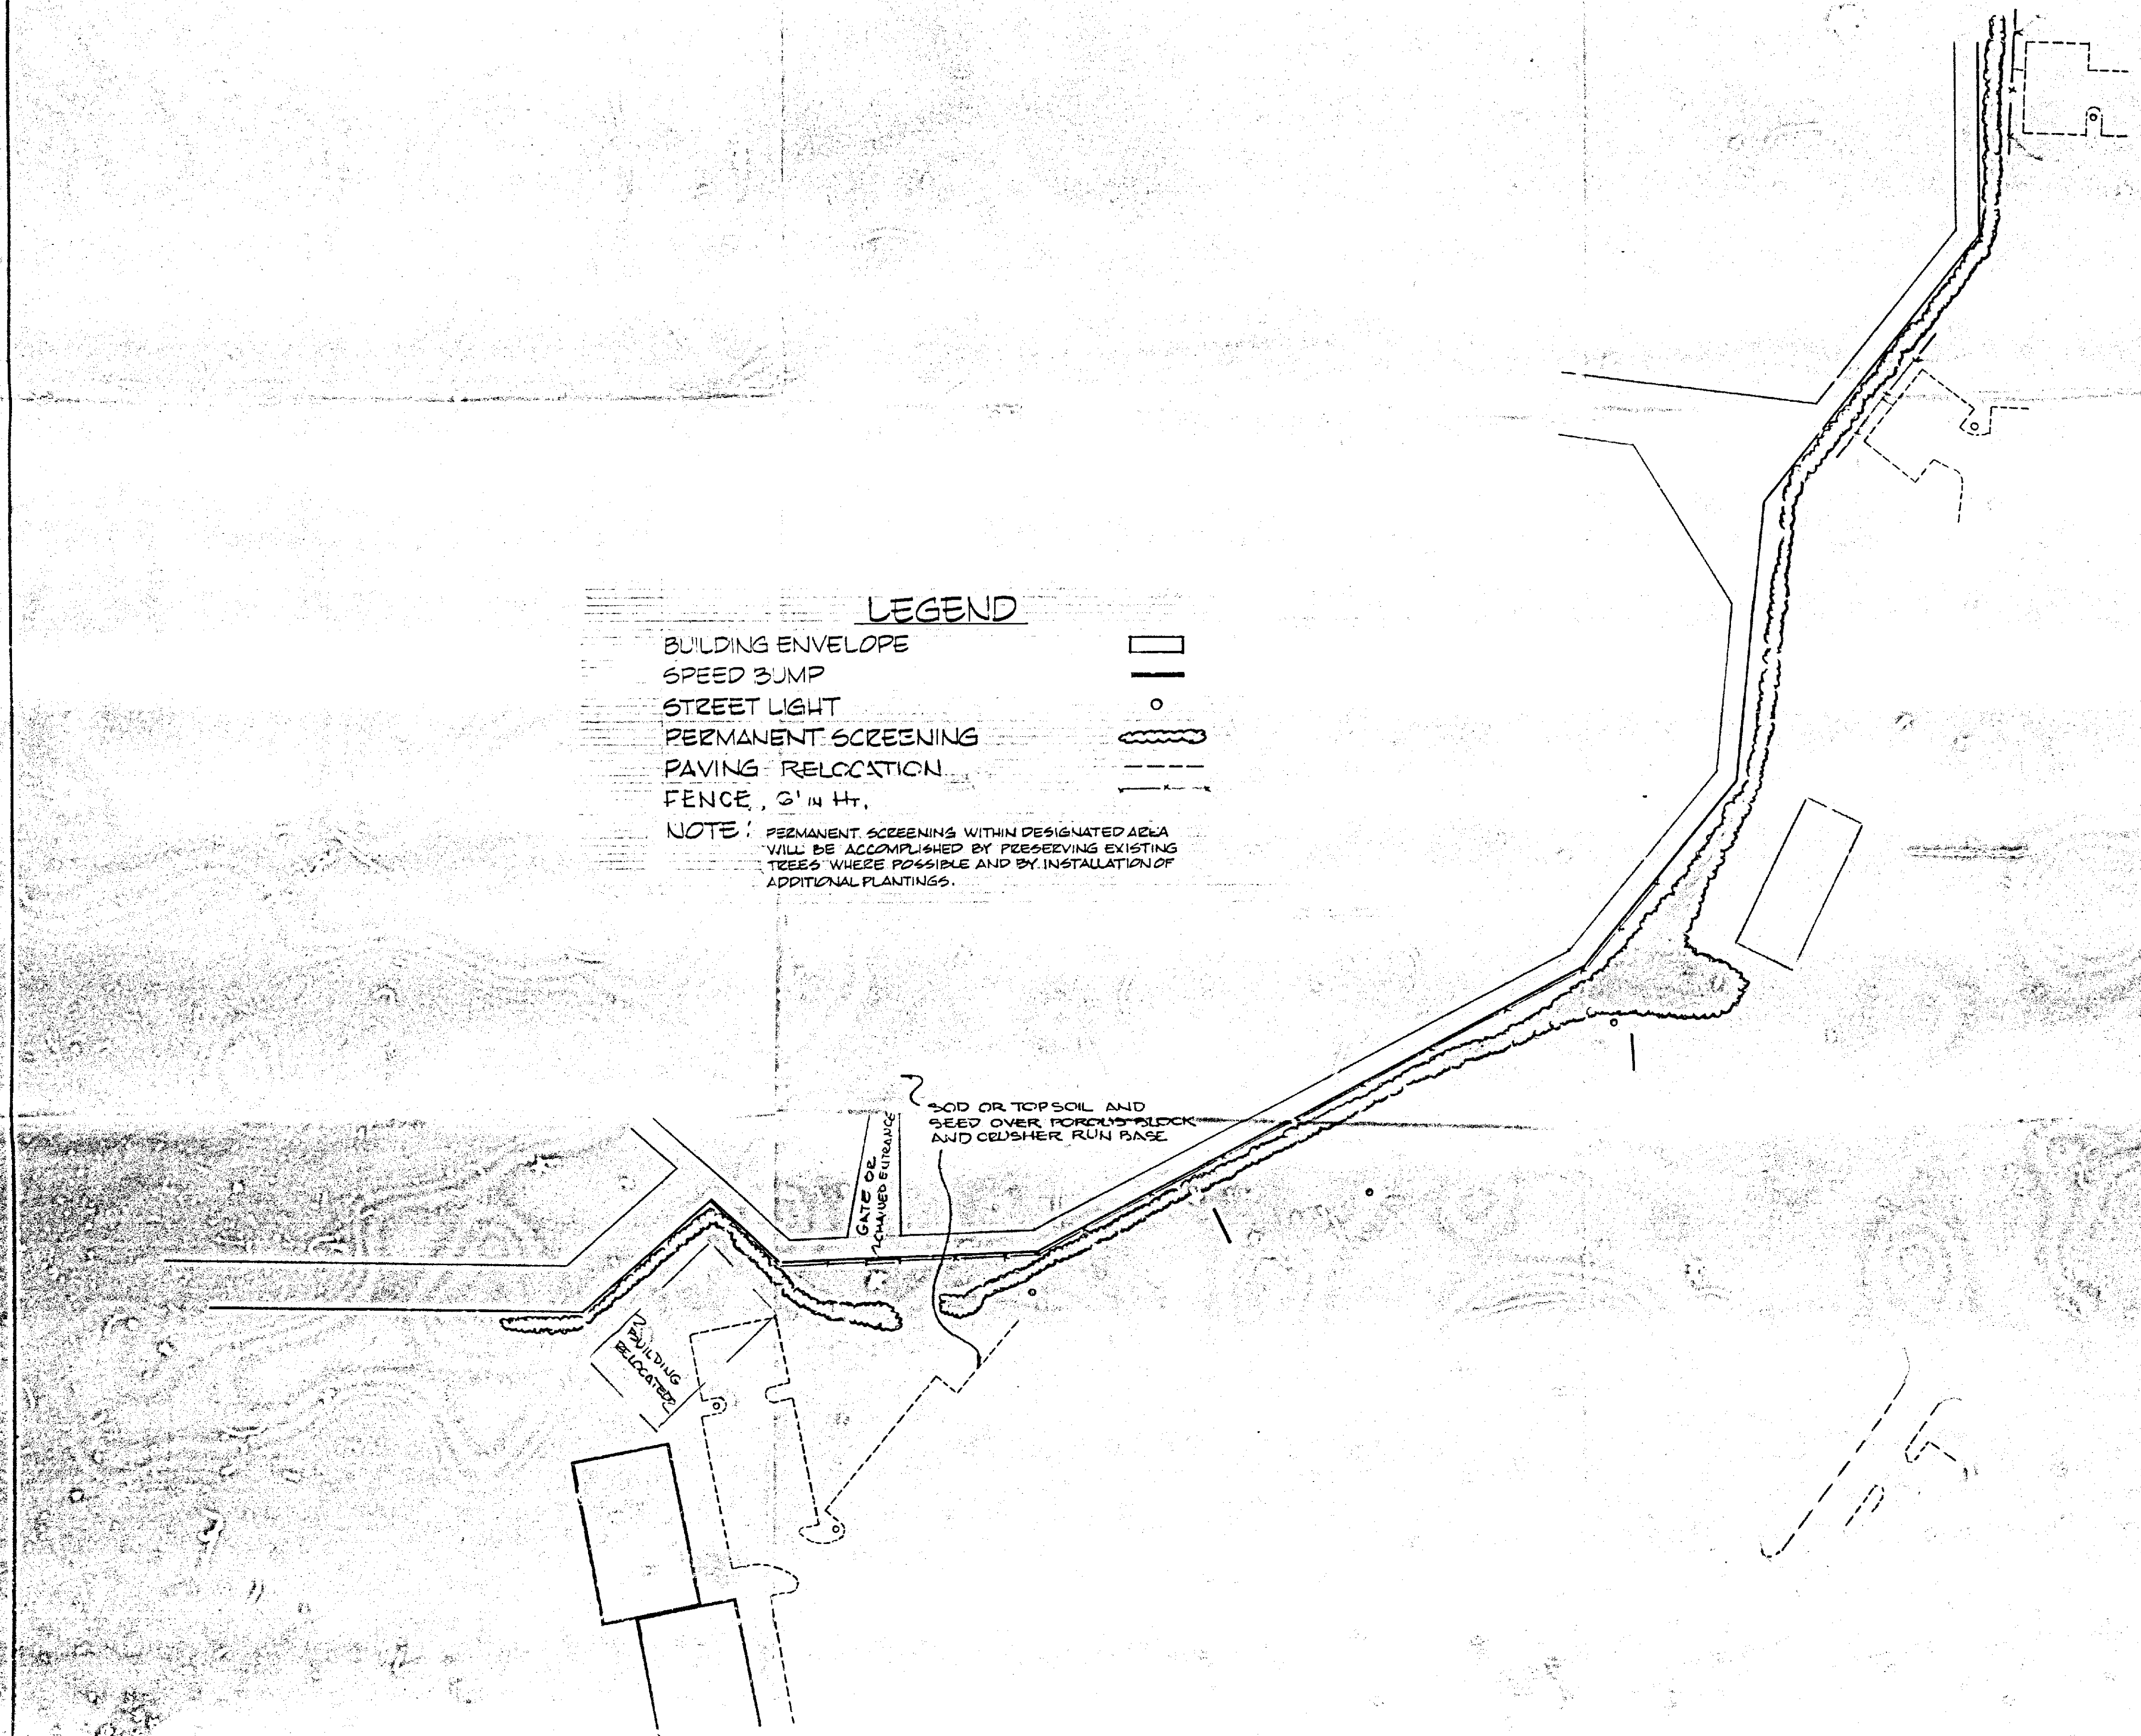 LEGEND
BUILDING ENVELOPE
SPEED BUMP
STREET LIGHT
PERMANENT SCREENING
PAVING RELOCATION
FENCE, 6' IN HT.
NOTE: PERMANENT SCREENING WITHIN DESIGNATED AREA
WILL BE ACCOMPLISHED BY PRESERVING EXISTING
TREES WHERE POSSIBLE AND BY INSTALLATION OF
ADDITIONAL PLANTINGS.
SOD OR TOPSOIL AND
SEED OVER POROUS BLOCK
AND CRUSHER RUN BASE
GATE OR
CHAINED ENTRANCE
BUILDING
RELOCATED